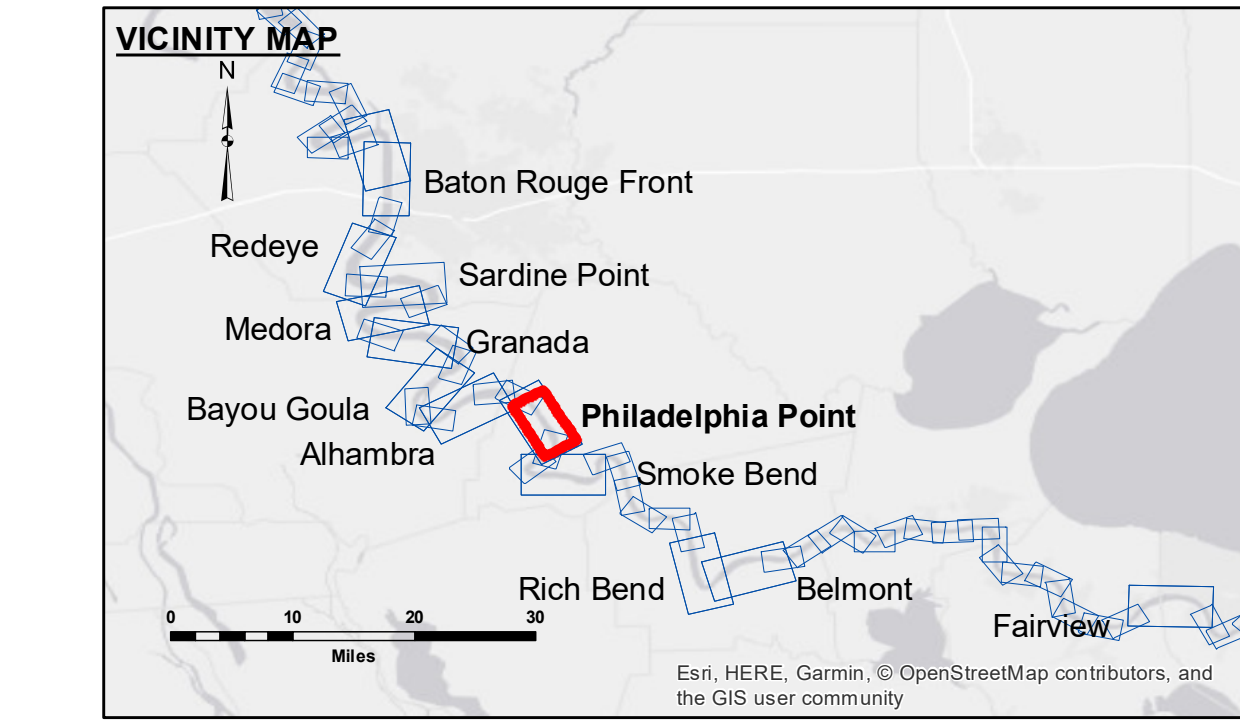 VICINITY MAP
N
Baton Rouge Front
Redeye
Sardine Point
Medora
Granada
Bayou Goula
Philadelphia Point
Alhambra
Smoke Bend
Rich Bend
Belmont
0 10 20 30
Miles
Fairview
Esri, HERE, Garmin, © OpenStreetMap contributors, and
the GIS user community